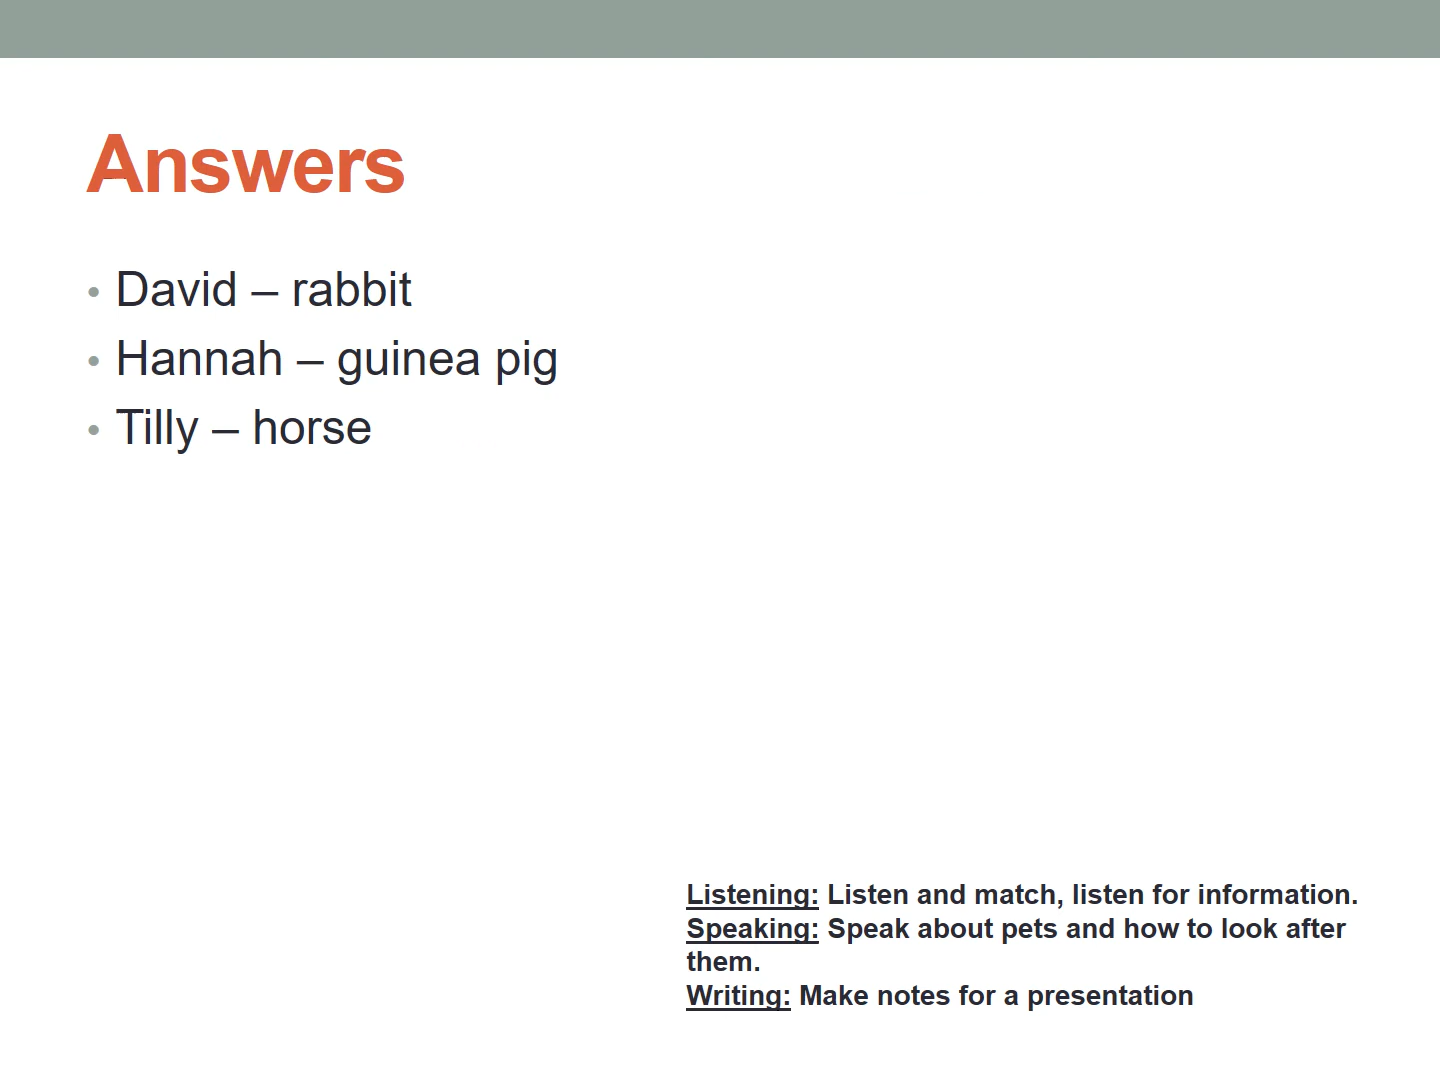 Answers
• David – rabbit
• Hannah – guinea pig
• Tilly – horse
Listening: Listen and match, listen for information.
Speaking: Speak about pets and how to look after
them.
Writing: Make notes for a presentation